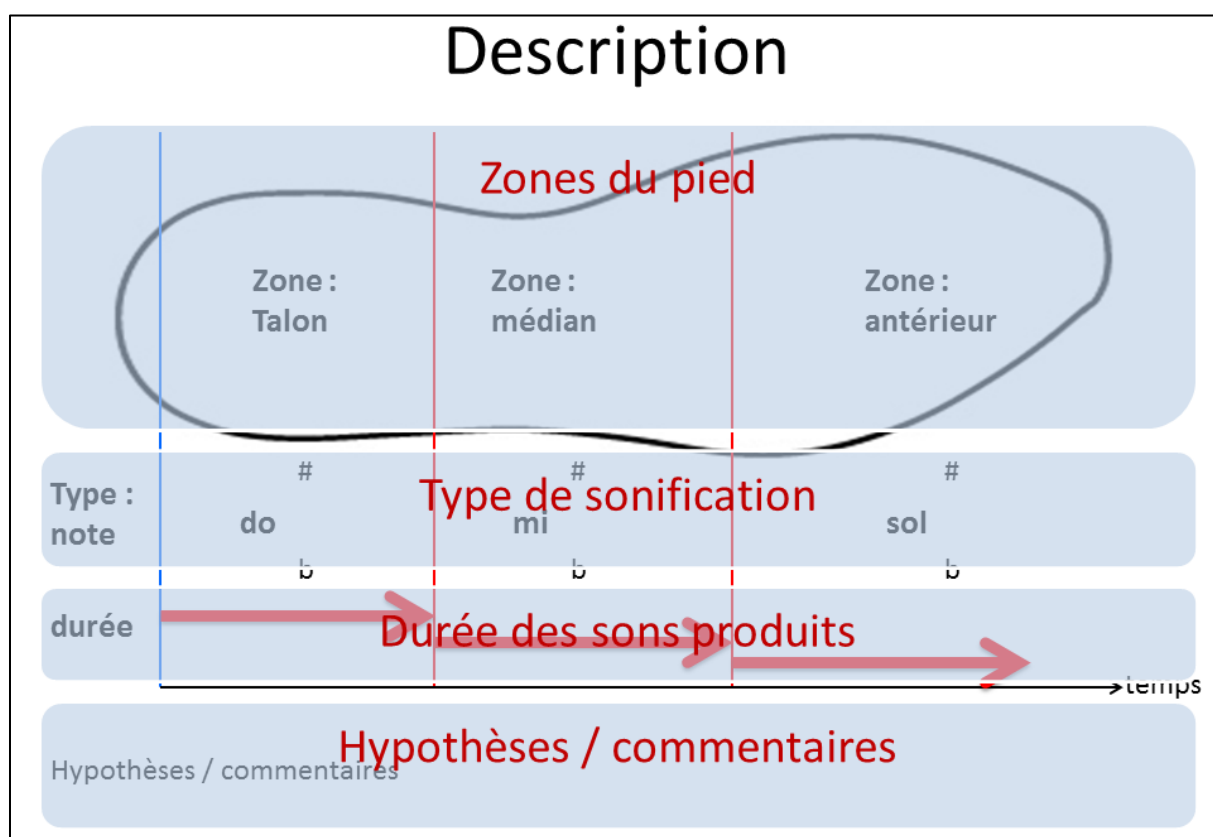 Description
Zones du pied
Zone :
Talon
Zone :
médian
Zone :
antérieur
Type :
note
# # #
Type de sonification
do mi sol
b b b
durée
Durée des sons produits
temps
Hypothèses / commentaires
Hypothèses / commentaires